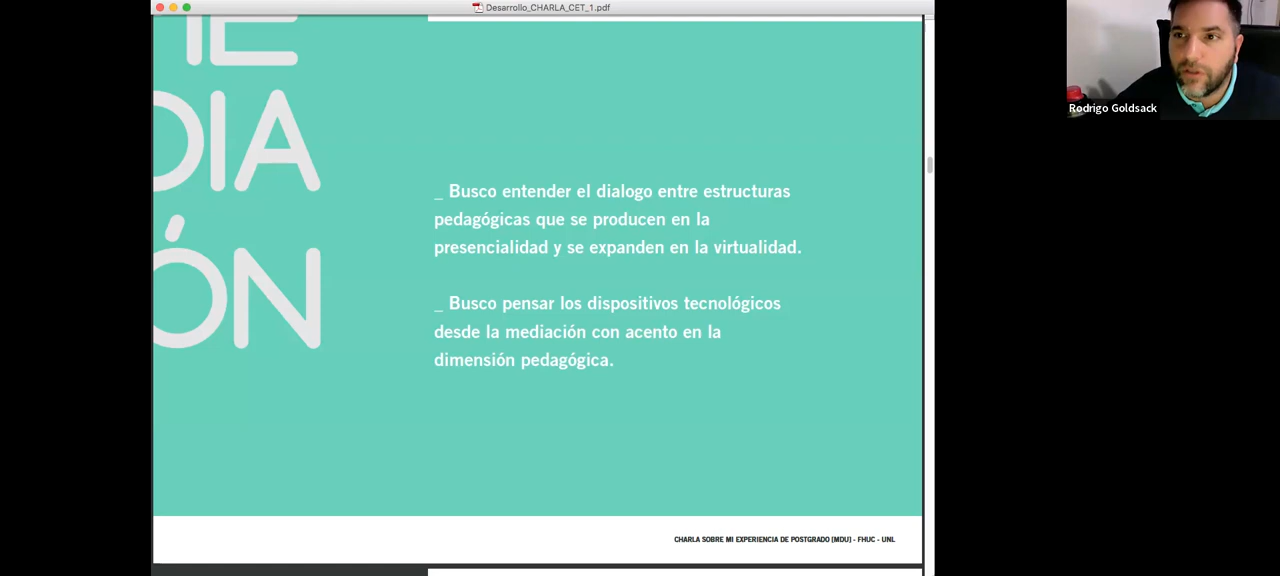 Desarrollo_CHARLA_CET_1.pdf
Rodrigo Goldsack
DIA
ÓN
_ Busco entender el dialogo entre estructuras
pedagógicas que se producen en la
presencialidad y se expanden en la virtualidad.
_ Busco pensar los dispositivos tecnológicos
desde la mediación con acento en la
dimensión pedagógica.
CHARLA SOBRE MI EXPERIENCIA DE POSTGRADO [MDU] - FHUC - UNL